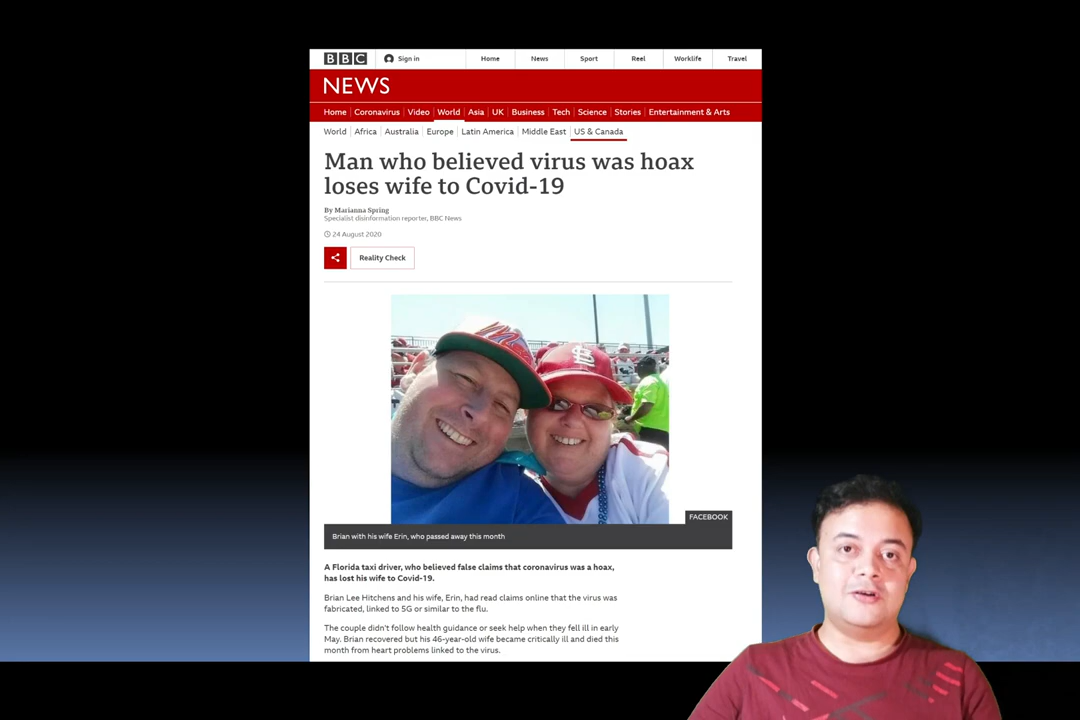 BBC Sign in Home News Sport Reel Worklife Travel
NEWS
Home Coronavirus Video World Asia UK Business Tech Science Stories Entertainment & Arts
World Africa Australia Europe Latin America Middle East US & Canada
Man who believed virus was hoax
loses wife to Covid-19
By Marianna Spring
Specialist disinformation reporter, BBC News
24 August 2020
Reality Check
FACEBOOK
Brian with his wife Erin, who passed away this month
A Florida taxi driver, who believed false claims that coronavirus was a hoax,
has lost his wife to Covid-19.
Brian Lee Hitchens and his wife, Erin, had read claims online that the virus was
fabricated, linked to 5G or similar to the flu.
The couple didn't follow health guidance or seek help when they fell ill in early
May. Brian recovered but his 46-year-old wife became critically ill and died this
month from heart problems linked to the virus.